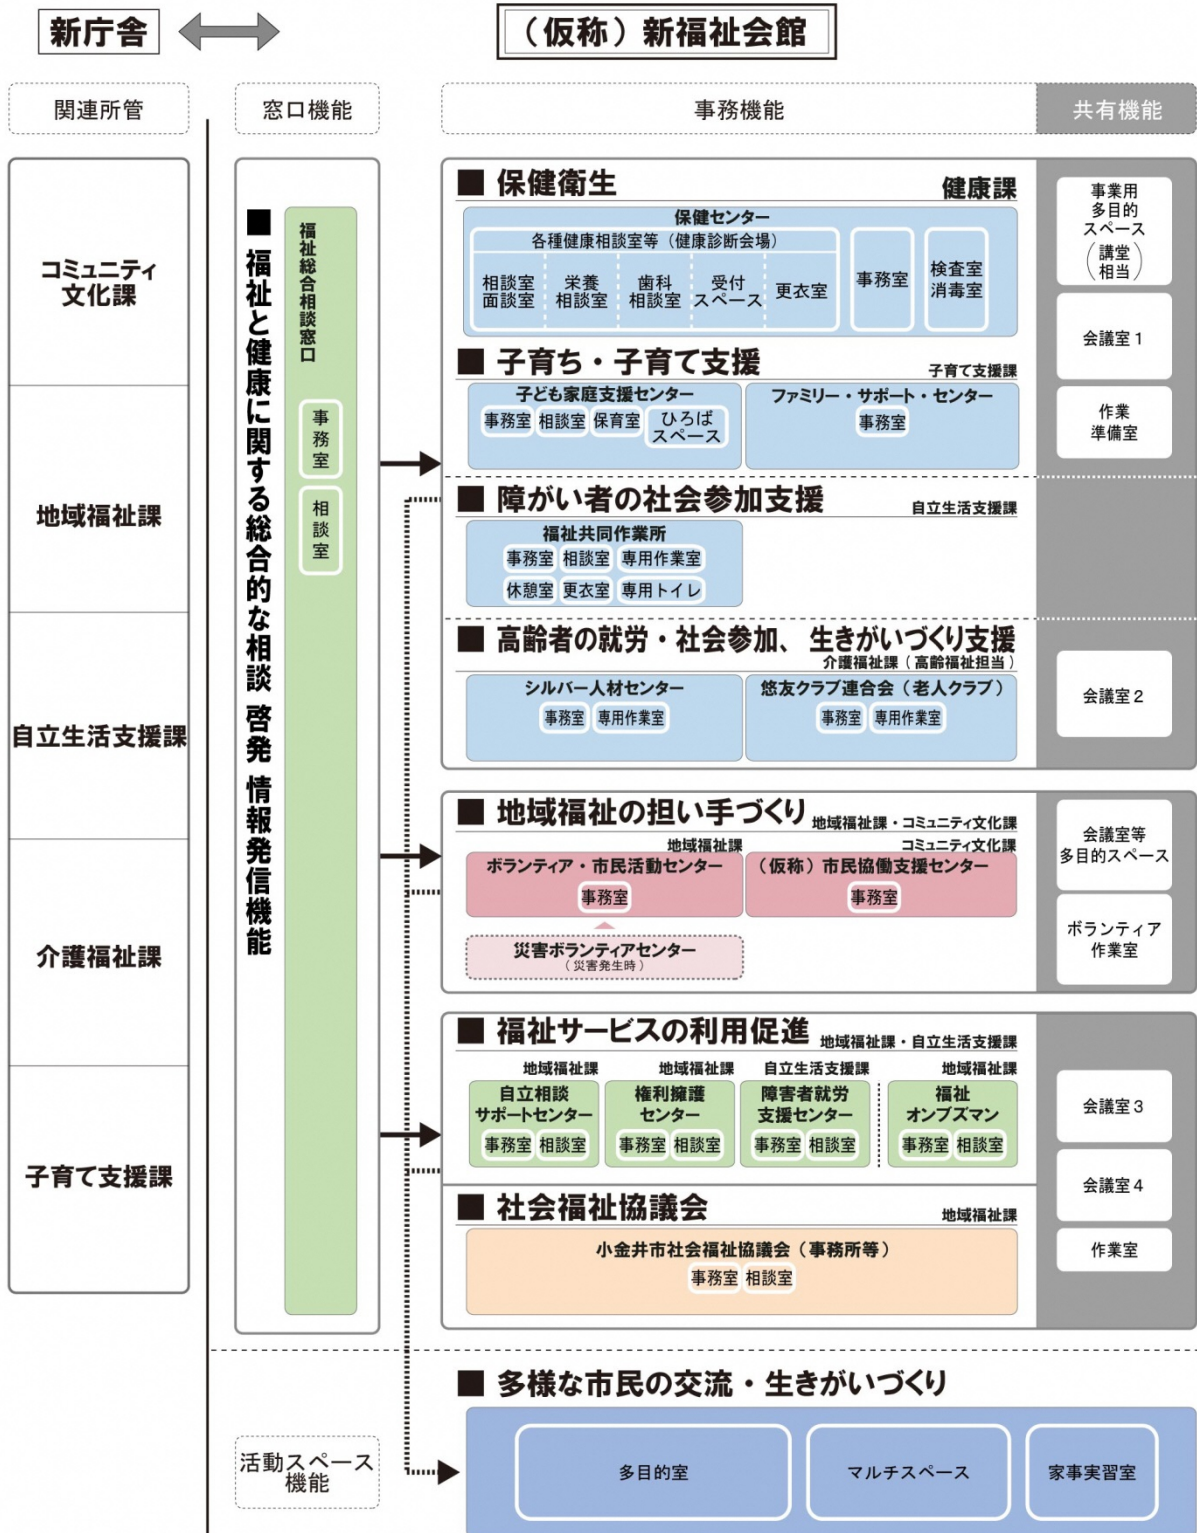 新庁舎
（仮称）新福祉会館
関連所管
窓口機能
事務機能
共有機能
コミュニティ
文化課
地域福祉課
自立生活支援課
介護福祉課
子育て支援課
■ 福祉と健康に関する総合的な相談 啓発 情報発信機能
福祉総合相談窓口
事務室
相談室
■ 保健衛生
健康課
保健センター
各種健康相談室等（健康診断会場）
相談室
面談室
栄養
相談室
歯科
相談室
受付
スペース
更衣室
事務室
検査室
消毒室
事業用
多目的
スペース
（講堂
相当）
会議室1
作業
準備室
■ 子育ち・子育て支援
子育て支援課
子ども家庭支援センター
事務室 相談室 保育室 ひろば
スペース
ファミリー・サポート・センター
事務室
■ 障がい者の社会参加支援
自立生活支援課
福祉共同作業所
事務室 相談室 専用作業室
休憩室 更衣室 専用トイレ
■ 高齢者の就労・社会参加、生きがいづくり支援
介護福祉課（高齢福祉担当）
シルバー人材センター
事務室 専用作業室
悠友クラブ連合会（老人クラブ）
事務室 専用作業室
会議室2
■ 地域福祉の担い手づくり
地域福祉課・コミュニティ文化課
地域福祉課
ボランティア・市民活動センター
事務室
コミュニティ文化課
（仮称）市民協働支援センター
事務室
災害ボランティアセンター
（災害発生時）
会議室等
多目的スペース
ボランティア
作業室
■ 福祉サービスの利用促進
地域福祉課・自立生活支援課
地域福祉課
自立相談
サポートセンター
事務室 相談室
地域福祉課
権利擁護
センター
事務室 相談室
自立生活支援課
障害者就労
支援センター
事務室 相談室
地域福祉課
福祉
オンブズマン
事務室 相談室
■ 社会福祉協議会
地域福祉課
小金井市社会福祉協議会（事務所等）
事務室 相談室
会議室3
会議室4
作業室
活動スペース
機能
■ 多様な市民の交流・生きがいづくり
多目的室
マルチスペース
家事実習室